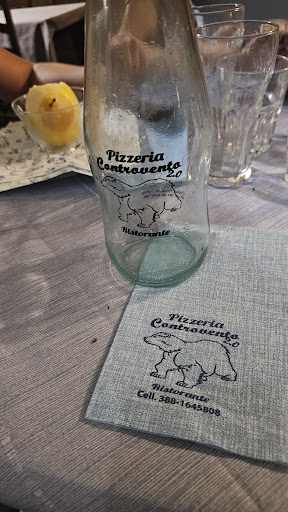 Pizzeria
Controvento
2.0
Ristorante
Pizzeria
Controvento
2.0
Ristorante
Cell. 388-1645808